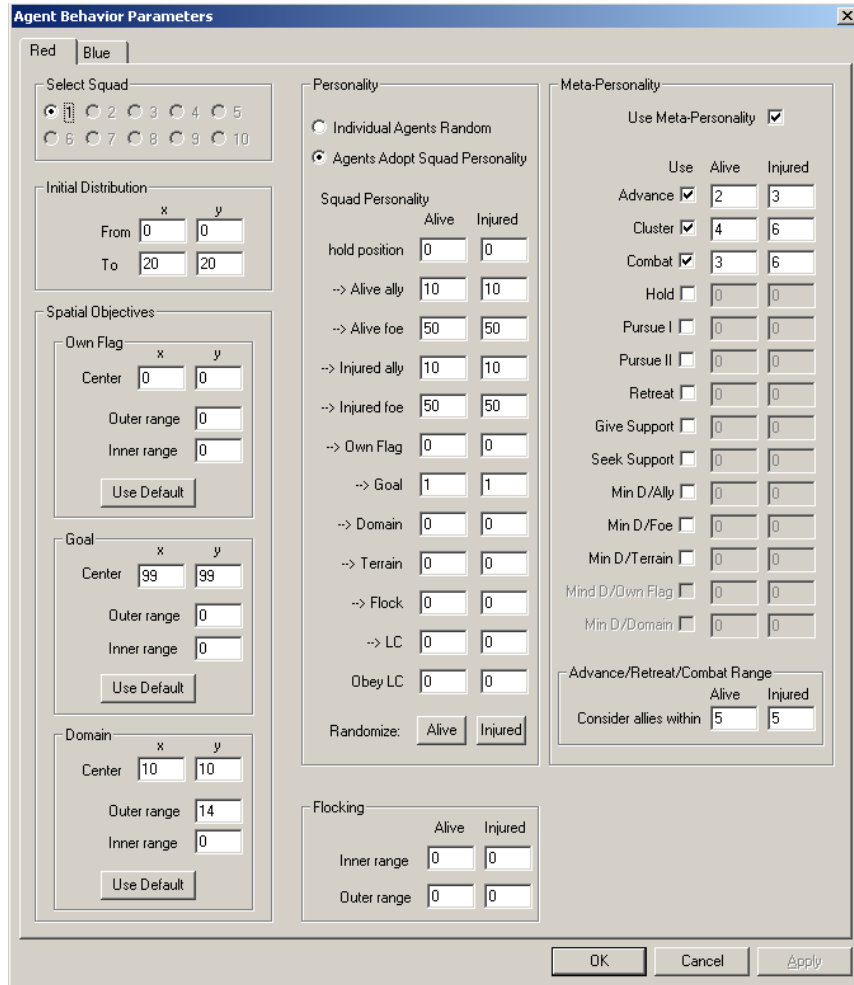 Agent Behavior Parameters
Red Blue
Select Squad
1 2 3 4 5
6 7 8 9 10
Initial Distribution
x y
From 0 0
To 20 20
Spatial Objectives
Own Flag
x y
Center 0 0
Outer range 0
Inner range 0
Use Default
Goal
x y
Center 99 99
Outer range 0
Inner range 0
Use Default
Domain
x y
Center 10 10
Outer range 14
Inner range 0
Use Default
Personality
Individual Agents Random
Agents Adopt Squad Personality
Squad Personality
Alive Injured
hold position 0 0
--> Alive ally 10 10
--> Alive foe 50 50
--> Injured ally 10 10
--> Injured foe 50 50
--> Own Flag 0 0
--> Goal 1 1
--> Domain 0 0
--> Terrain 0 0
--> Flock 0 0
--> LC 0 0
Obey LC 0 0
Randomize: Alive Injured
Flocking
Alive Injured
Inner range 0 0
Outer range 0 0
Meta-Personality
Use Meta-Personality
Use Alive Injured
Advance 2 3
Cluster 4 6
Combat 3 6
Hold 0 0
Pursue I 0 0
Pursue II 0 0
Retreat 0 0
Give Support 0 0
Seek Support 0 0
Min D/Ally 0 0
Min D/Foe 0 0
Min D/Terrain 0 0
Mind D/Own Flag 0 0
Min D/Domain 0 0
Advance/Retreat/Combat Range
Alive Injured
Consider allies within 5 5
OK Cancel Apply